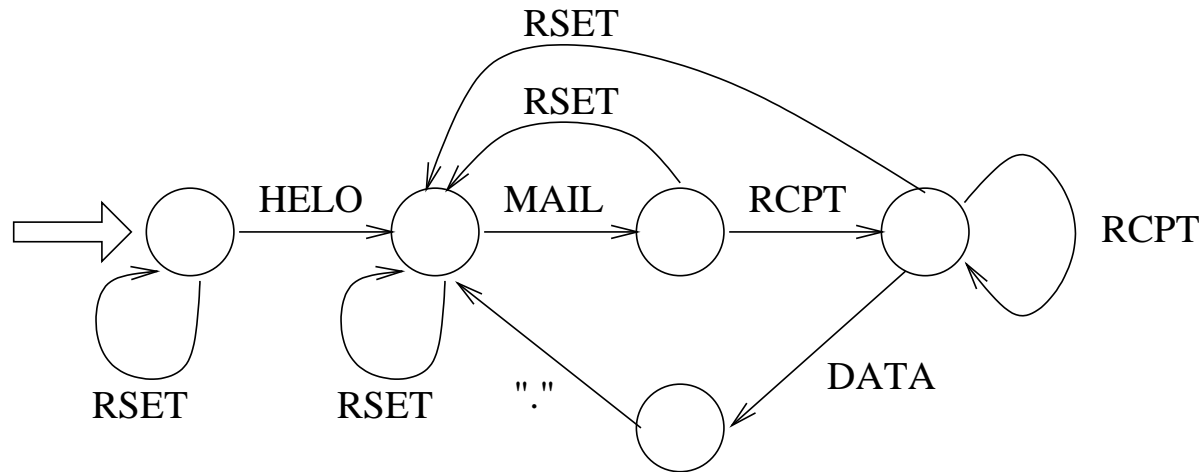 RSET
RSET
HELO
MAIL
RCPT
RCPT
RSET
RSET
"."
DATA